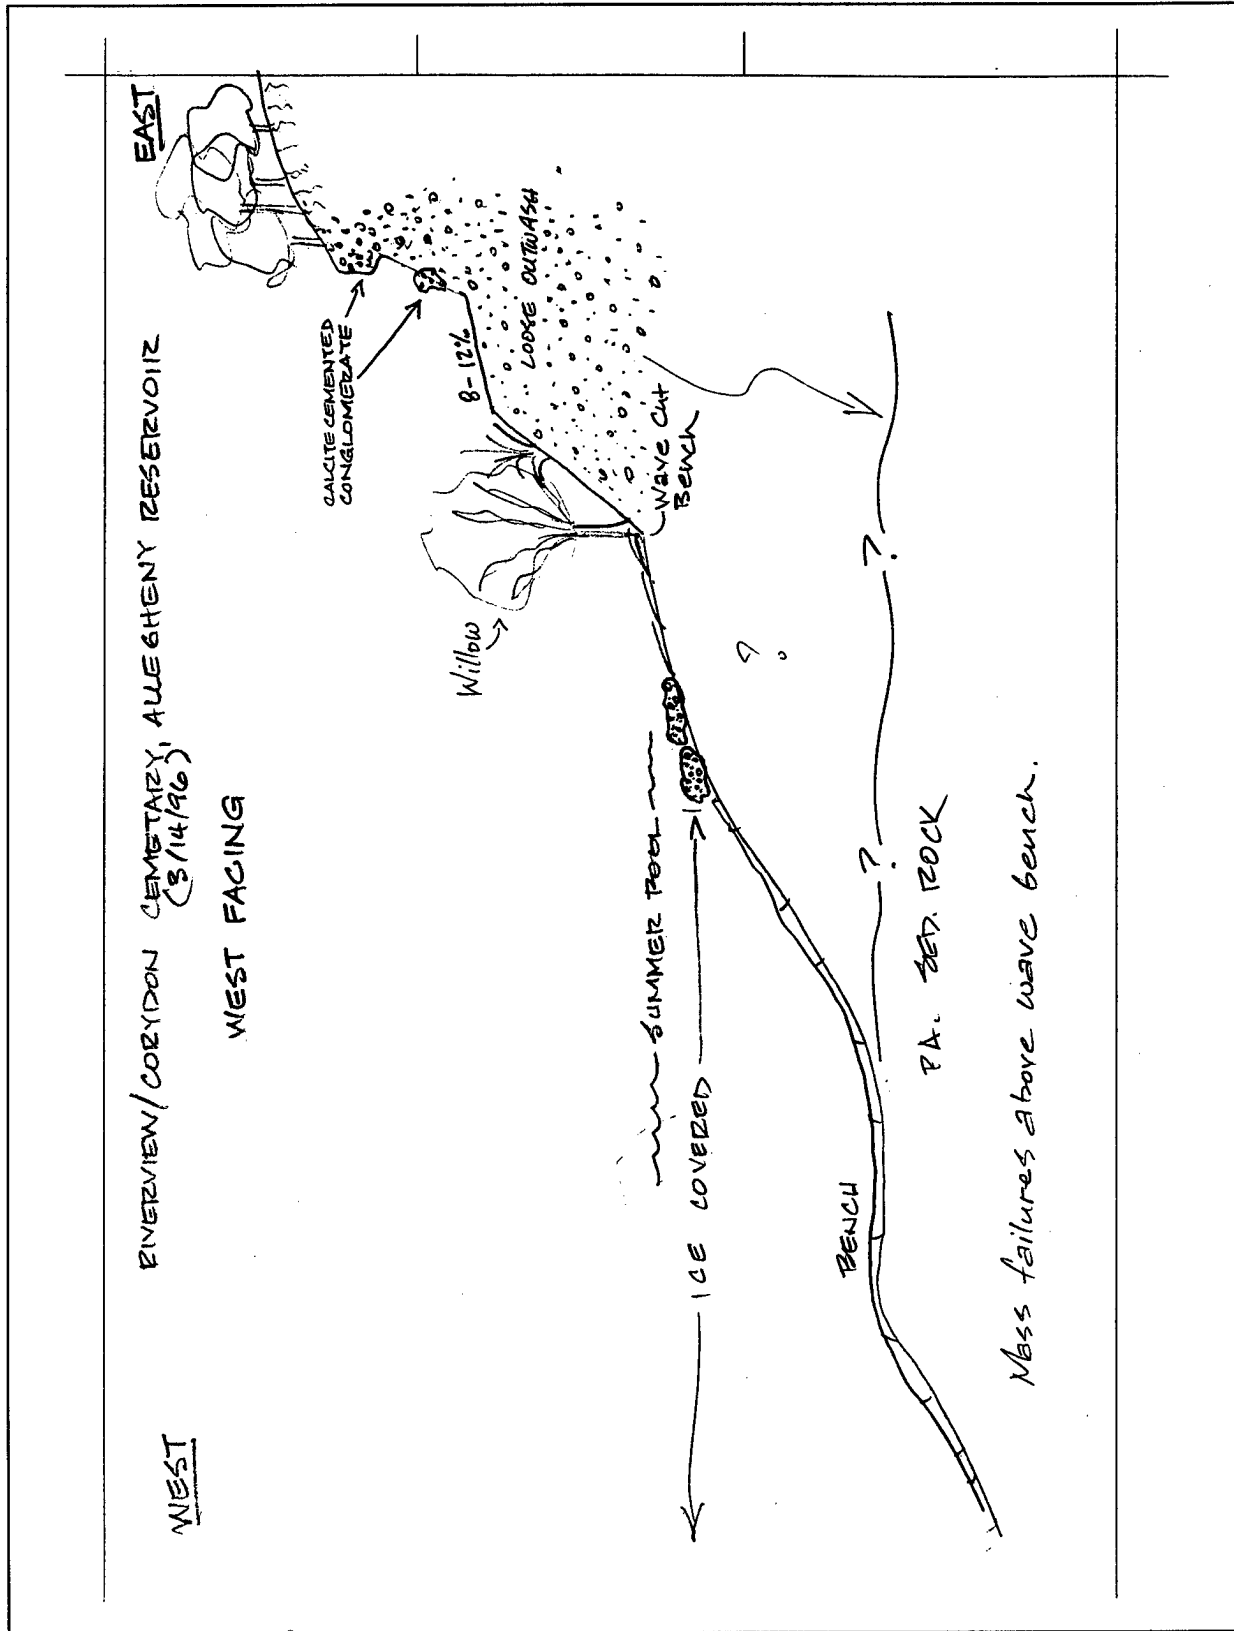 WEST
EAST
RIVERVIEW/CORYDON CEMETARY, ALLEGHENY RESERVOIR
(3/14/96)
WEST FACING
CALCITE CEMENTED
CONGLOMERATE
8-12%
LOOSE OUTWASH
Willow
Wave Cut
Bench
SUMMER POOL
ICE COVERED
?
?
?
BENCH
PA. SED. ROCK
Mass failures above wave bench.